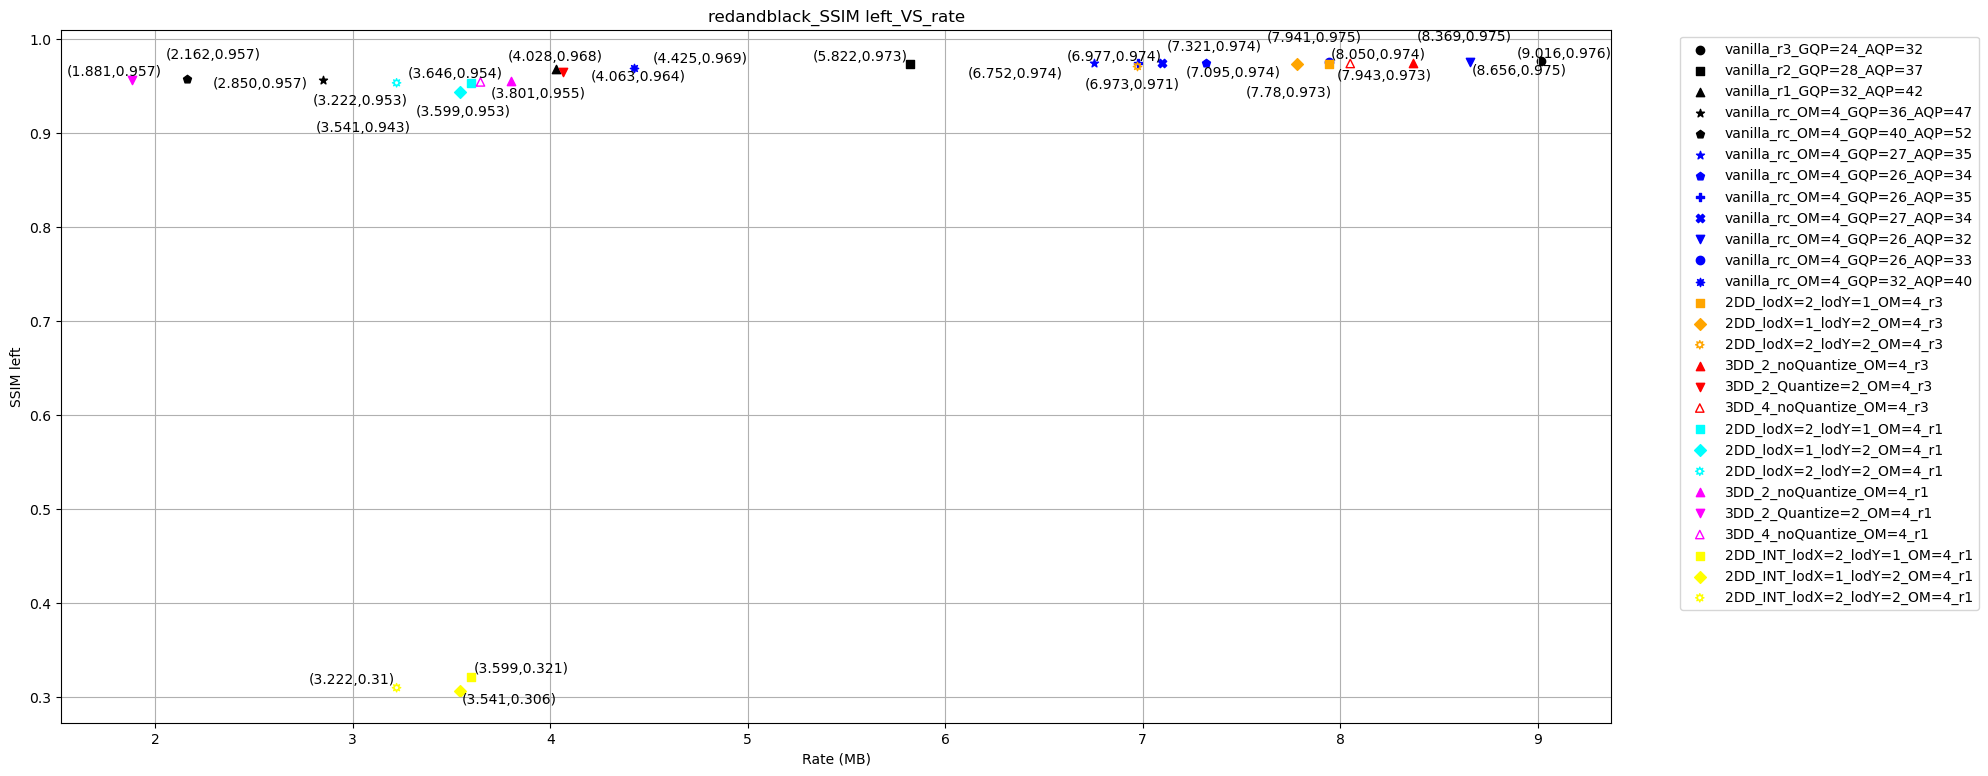 redandblack_SSIM left_VS_rate
SSIM left
1.0
0.9
0.8
0.7
0.6
0.5
0.4
0.3
(1.881,0.957)
(2.162,0.957)
(2.850,0.957)
(3.222,0.953)
(3.541,0.943)
(3.646,0.954)
(3.599,0.953)
(3.801,0.955)
(4.028,0.968)
(4.063,0.964)
(4.425,0.969)
(5.822,0.973)
(6.752,0.974)
(6.977,0.974)
(6.973,0.971)
(7.321,0.974)
(7.095,0.974)
(7.941,0.975)
(7.78,0.973)
(8.050,0.974)
(7.943,0.973)
(8.369,0.975)
(8.656,0.975)
(9.016,0.976)
(3.222,0.31)
(3.599,0.321)
(3.541,0.306)
2
3
4
5
6
7
8
9
Rate (MB)
vanilla_r3_GQP=24_AQP=32
vanilla_r2_GQP=28_AQP=37
vanilla_r1_GQP=32_AQP=42
vanilla_rc_OM=4_GQP=36_AQP=47
vanilla_rc_OM=4_GQP=40_AQP=52
vanilla_rc_OM=4_GQP=27_AQP=35
vanilla_rc_OM=4_GQP=26_AQP=34
vanilla_rc_OM=4_GQP=26_AQP=35
vanilla_rc_OM=4_GQP=27_AQP=34
vanilla_rc_OM=4_GQP=26_AQP=32
vanilla_rc_OM=4_GQP=26_AQP=33
vanilla_rc_OM=4_GQP=32_AQP=40
2DD_lodX=2_lodY=1_OM=4_r3
2DD_lodX=1_lodY=2_OM=4_r3
2DD_lodX=2_lodY=2_OM=4_r3
3DD_2_noQuantize_OM=4_r3
3DD_2_Quantize=2_OM=4_r3
3DD_4_noQuantize_OM=4_r3
2DD_lodX=2_lodY=1_OM=4_r1
2DD_lodX=1_lodY=2_OM=4_r1
2DD_lodX=2_lodY=2_OM=4_r1
3DD_2_noQuantize_OM=4_r1
3DD_2_Quantize=2_OM=4_r1
3DD_4_noQuantize_OM=4_r1
2DD_INT_lodX=2_lodY=1_OM=4_r1
2DD_INT_lodX=1_lodY=2_OM=4_r1
2DD_INT_lodX=2_lodY=2_OM=4_r1